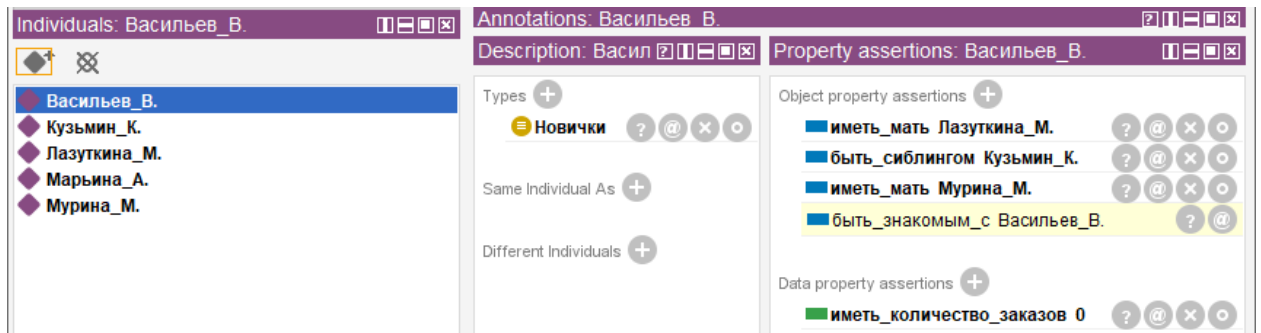 Individuals: Васильев_В.
Васильев_В.
Кузьмин_К.
Лазуткина_М.
Марьина_А.
Мурина_М.
Annotations: Васильев_В.
Description: Васил
Types
Новички
Same Individual As
Different Individuals
Property assertions: Васильев_В.
Object property assertions
иметь_мать Лазуткина_М.
быть_сиблингом Кузьмин_К.
иметь_мать Мурина_М.
быть_знакомым_с Васильев_В.
Data property assertions
иметь_количество_заказов 0